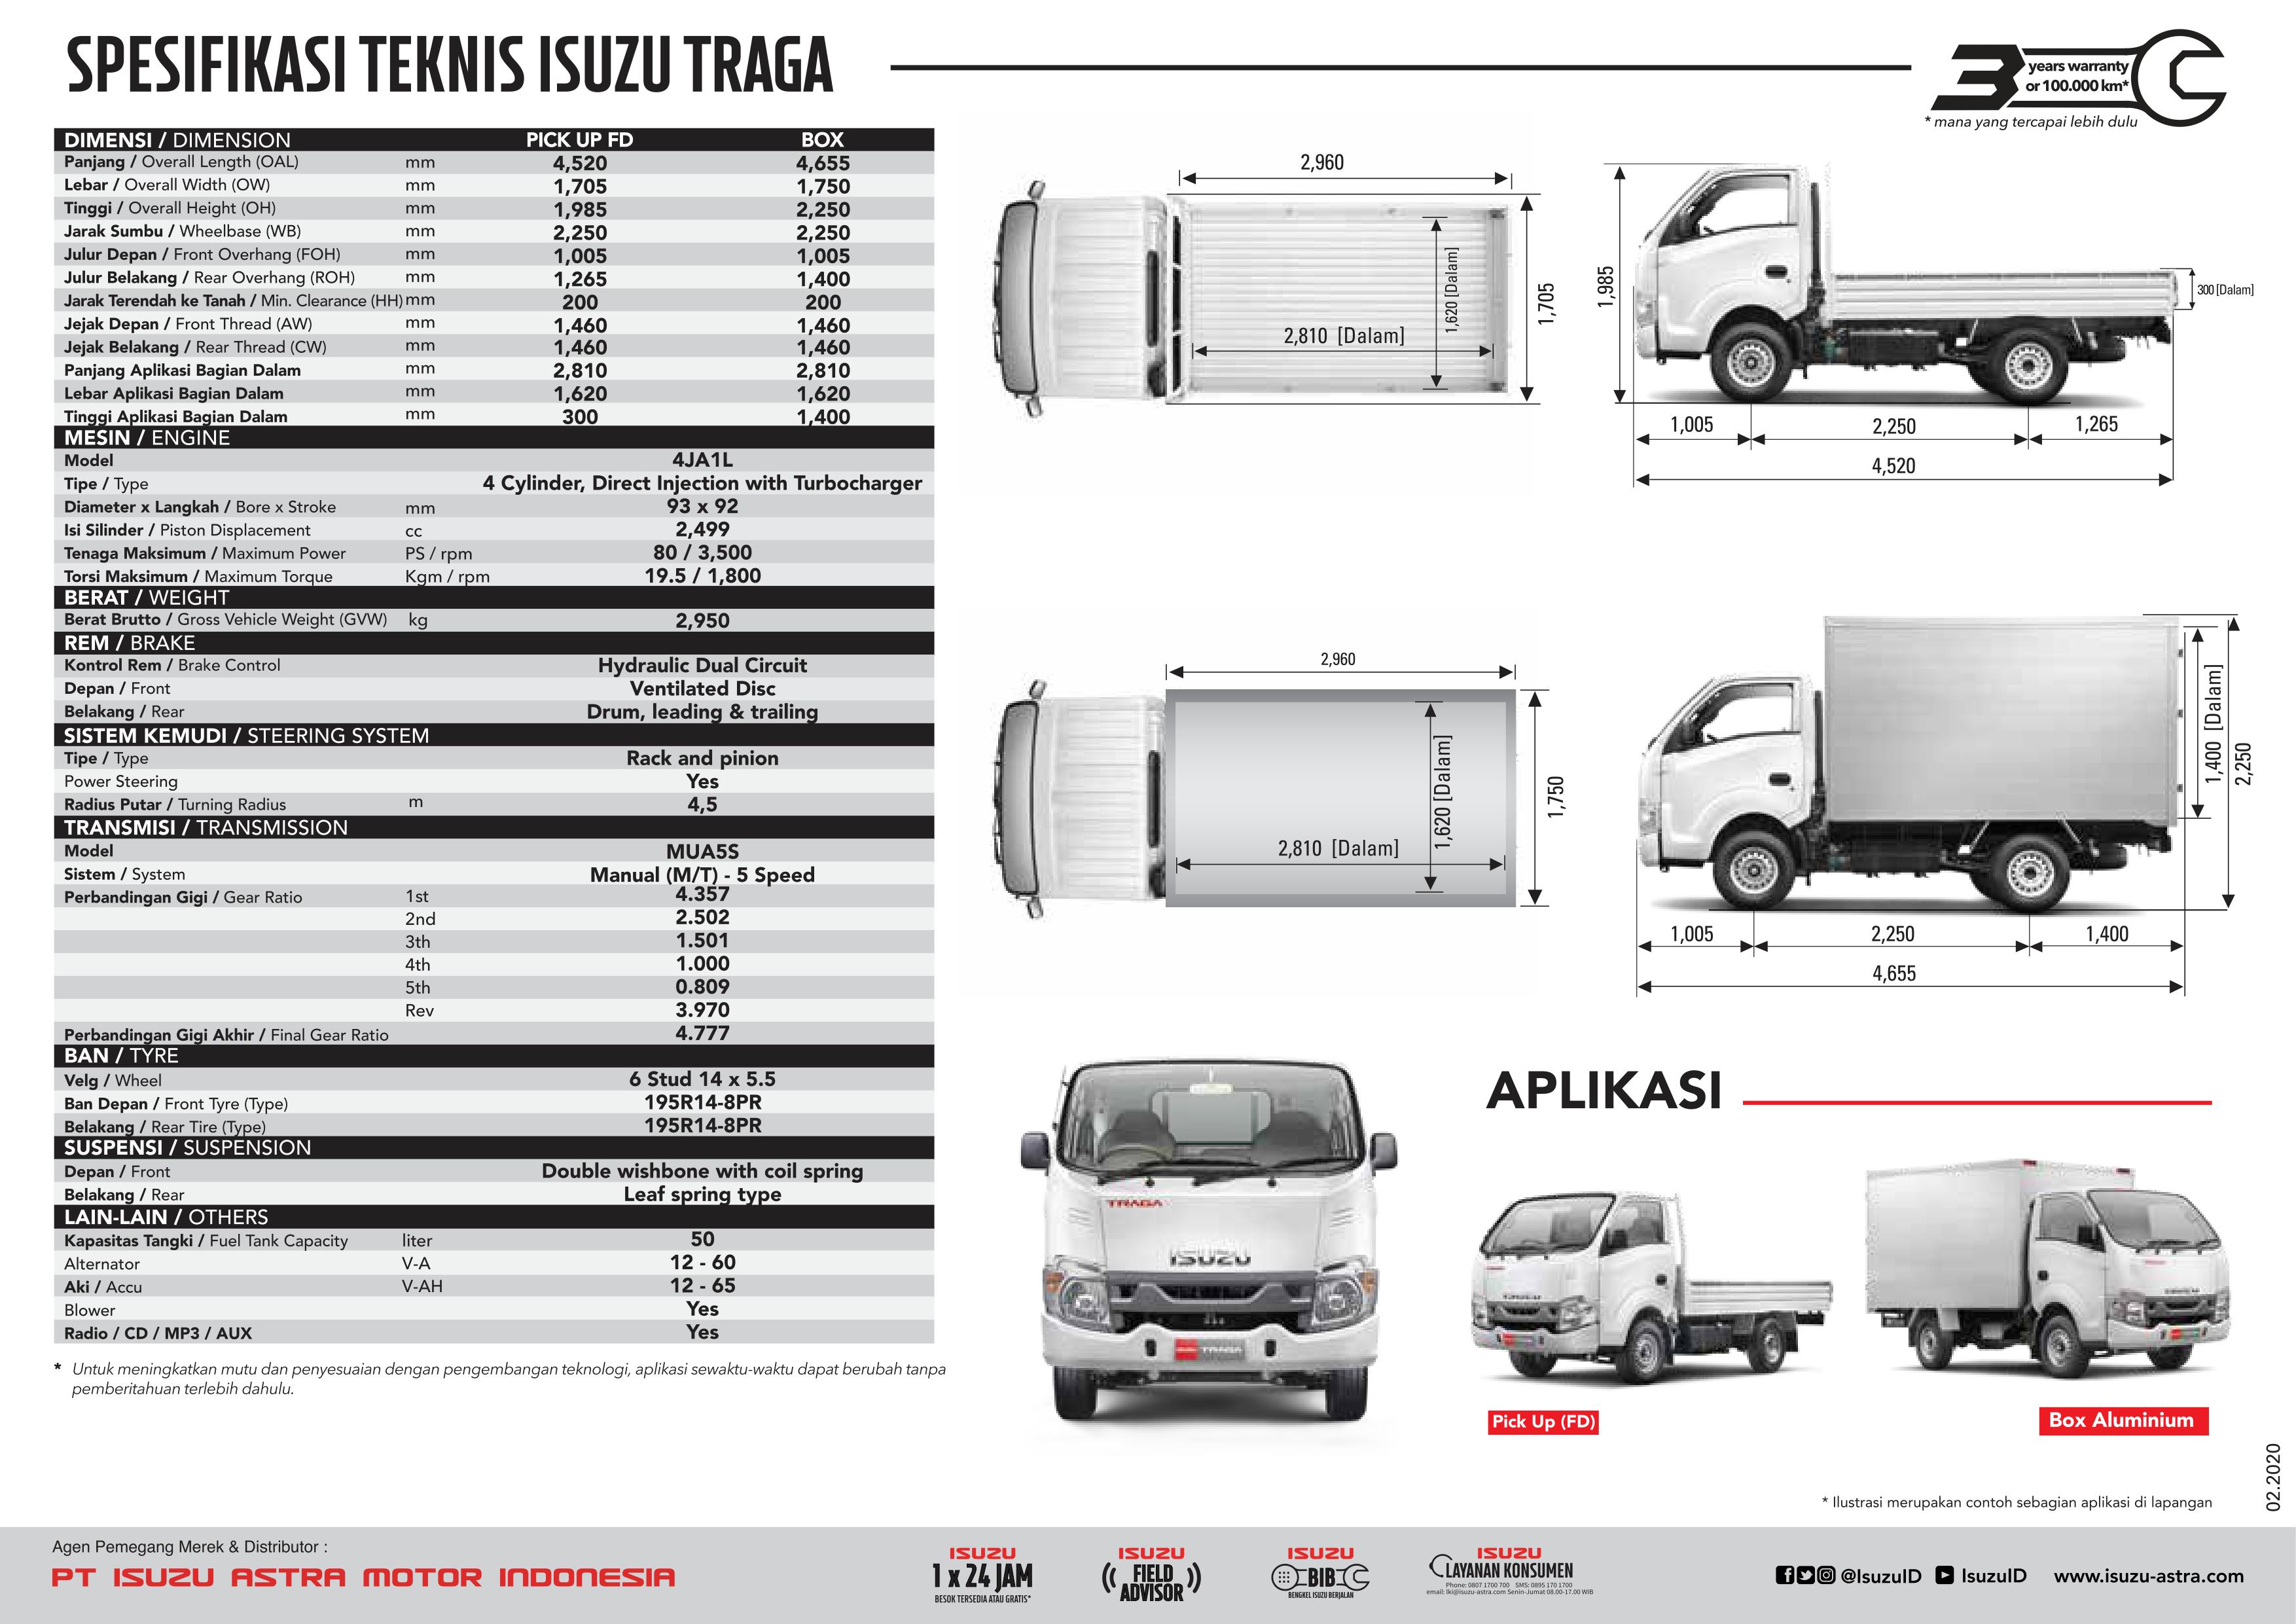 SPESIFIKASI TEKNIS ISUZU TRAGA
3 years warranty
or 100.000 km*
* mana yang tercapai lebih dulu
DIMENSI / DIMENSION PICK UP FD BOX
Panjang / Overall Length (OAL) mm 4,520 4,655
Lebar / Overall Width (OW) mm 1,705 1,750
Tinggi / Overall Height (OH) mm 1,985 2,250
Jarak Sumbu / Wheelbase (WB) mm 2,250 2,250
Julur Depan / Front Overhang (FOH) mm 1,005 1,005
Julur Belakang / Rear Overhang (ROH) mm 1,265 1,400
Jarak Terendah ke Tanah / Min. Clearance (HH) mm 200 200
Jejak Depan / Front Thread (AW) mm 1,460 1,460
Jejak Belakang / Rear Thread (CW) mm 1,460 1,460
Panjang Aplikasi Bagian Dalam mm 2,810 2,810
Lebar Aplikasi Bagian Dalam mm 1,620 1,620
Tinggi Aplikasi Bagian Dalam mm 300 1,400
MESIN / ENGINE
Model 4JA1L
Tipe / Type 4 Cylinder, Direct Injection with Turbocharger
Diameter x Langkah / Bore x Stroke mm 93 x 92
Isi Silinder / Piston Displacement cc 2,499
Tenaga Maksimum / Maximum Power PS / rpm 80 / 3,500
Torsi Maksimum / Maximum Torque Kgm / rpm 19.5 / 1,800
BERAT / WEIGHT
Berat Brutto / Gross Vehicle Weight (GVW) kg 2,950
REM / BRAKE
Kontrol Rem / Brake Control Hydraulic Dual Circuit
Depan / Front Ventilated Disc
Belakang / Rear Drum, leading & trailing
SISTEM KEMUDI / STEERING SYSTEM
Tipe / Type Rack and pinion
Power Steering Yes
Radius Putar / Turning Radius m 4,5
TRANSMISI / TRANSMISSION
Model MUA5S
Sistem / System Manual (M/T) - 5 Speed
Perbandingan Gigi / Gear Ratio 1st 4.357
2nd 2.502
3th 1.501
4th 1.000
5th 0.809
Rev 3.970
Perbandingan Gigi Akhir / Final Gear Ratio 4.777
BAN / TYRE
Velg / Wheel 6 Stud 14 x 5.5
Ban Depan / Front Tyre (Type) 195R14-8PR
Belakang / Rear Tire (Type) 195R14-8PR
SUSPENSI / SUSPENSION
Depan / Front Double wishbone with coil spring
Belakang / Rear Leaf spring type
LAIN-LAIN / OTHERS
Kapasitas Tangki / Fuel Tank Capacity liter 50
Alternator V-A 12 - 60
Aki / Accu V-AH 12 - 65
Blower Yes
Radio / CD / MP3 / AUX Yes
* Untuk meningkatkan mutu dan penyesuaian dengan pengembangan teknologi, aplikasi sewaktu-waktu dapat berubah tanpa
pemberitahuan terlebih dahulu.
2,960
2,810 [Dalam]
1,620 [Dalam]
1,705
1,985
300 [Dalam]
1,005 2,250 1,265
4,520
2,960
2,810 [Dalam]
1,620 [Dalam]
1,750
1,400 [Dalam]
2,250
1,005 2,250 1,400
4,655
TRAGA
ISUZU
TRAGA
APLIKASI
Pick Up (FD)
Box Aluminium
* Ilustrasi merupakan contoh sebagian aplikasi di lapangan
02.2020
Agen Pemegang Merek & Distributor :
PT ISUZU ASTRA MOTOR INDONESIA
ISUZU
1 x 24 JAM
BESOK TERSEDIA ATAU GRATIS*
ISUZU
FIELD
ADVISOR
ISUZU
BIB
BENGKEL ISUZU BERJALAN
ISUZU
LAYANAN KONSUMEN
Phone: 0807 1700 700 SMS: 0895 170 1700
email: lki@isuzu-astra.com Senin-Jumat 08.00-17.00 WIB
@IsuzuID IsuzuID www.isuzu-astra.com